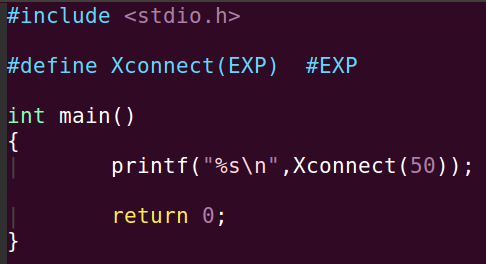 #include <stdio.h>
#define Xconnect(EXP)  #EXP
int main()
{
        printf("%s\n",Xconnect(50));
        return 0;
}